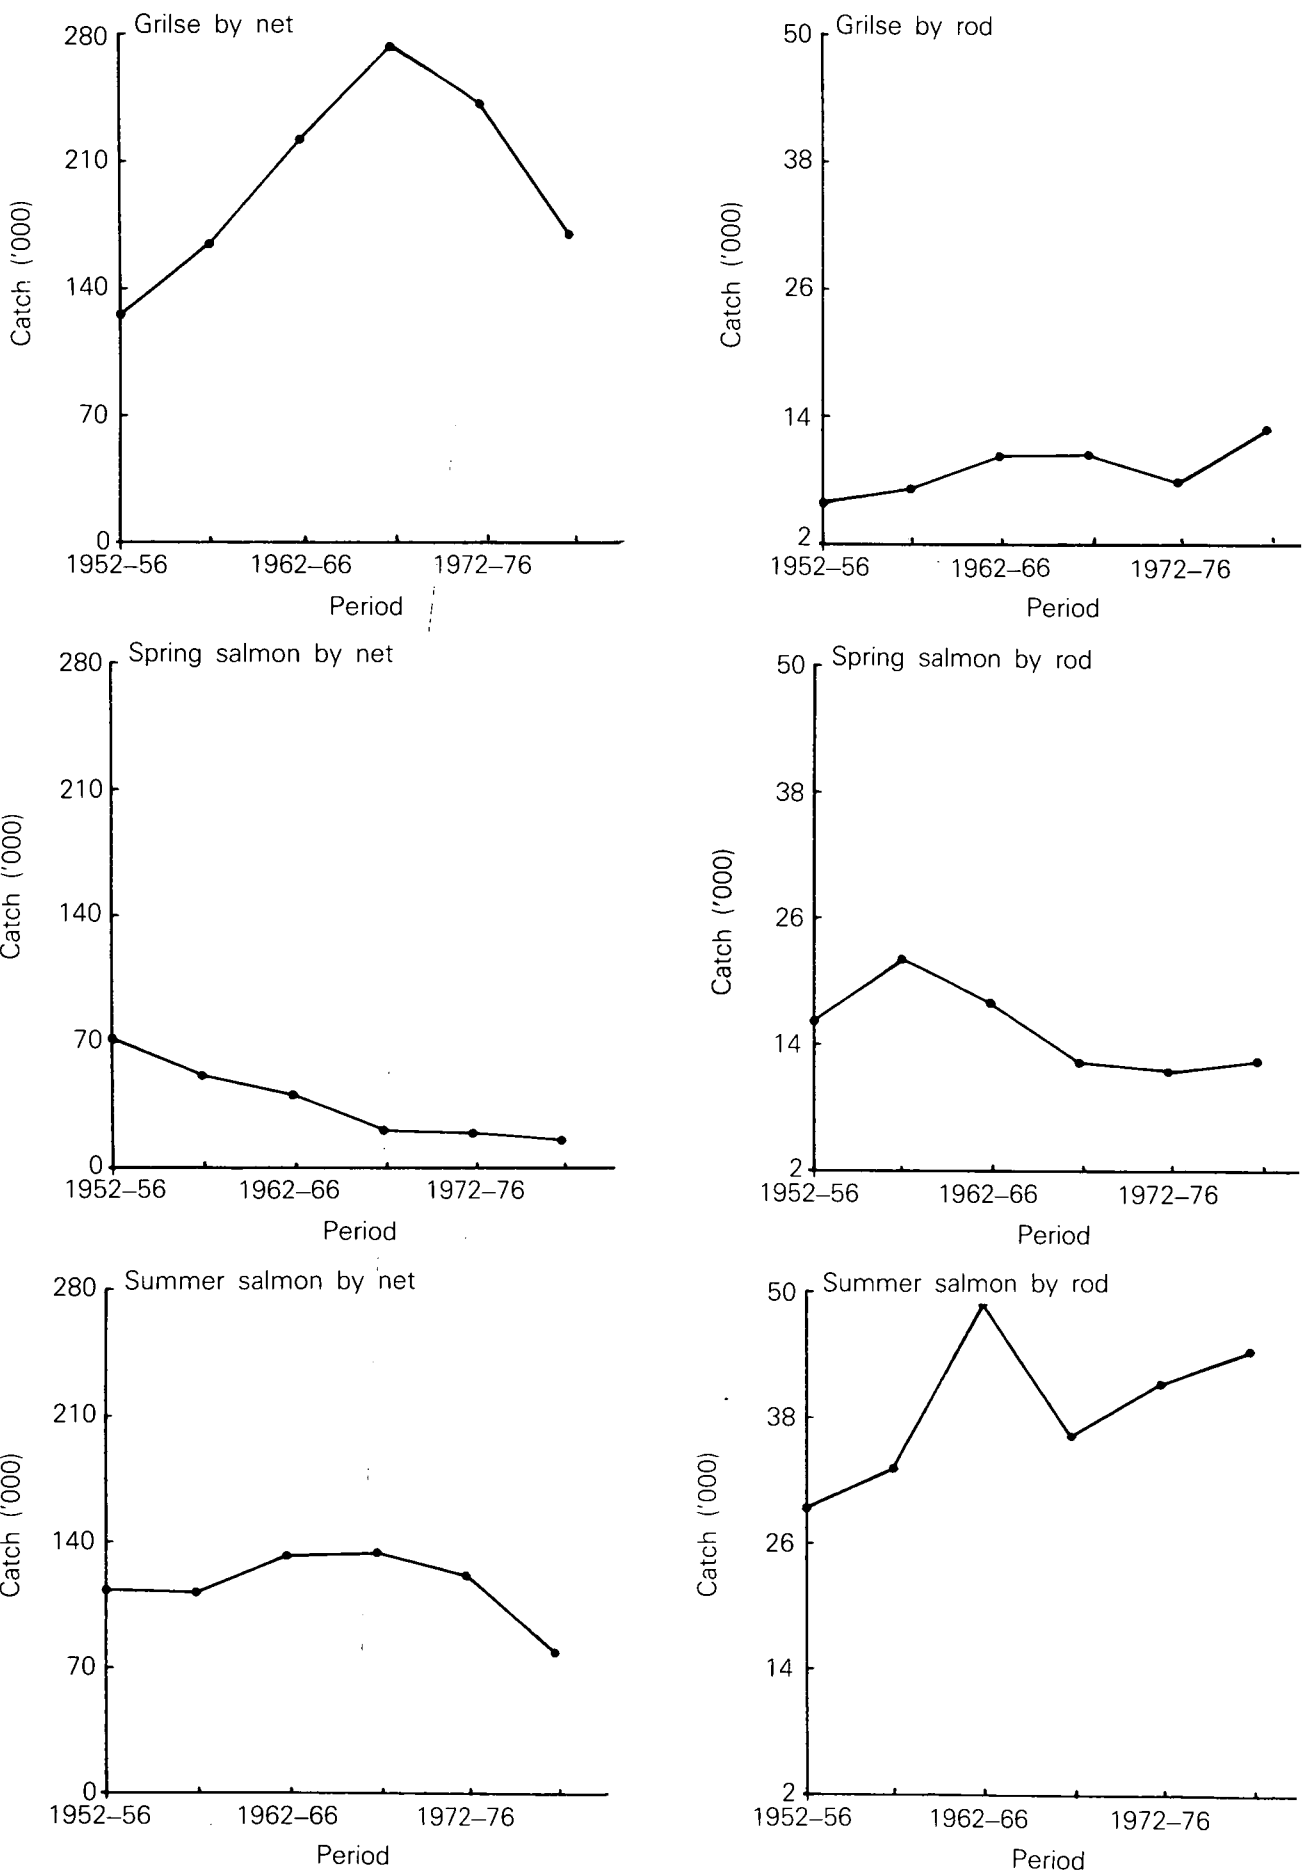 Grilse by net
280
210
140
70
0
Catch ('000)
1952–56 1962–66 1972–76
Period
Grilse by rod
50
38
26
14
2
Catch ('000)
1952–56 1962–66 1972–76
Period
Spring salmon by net
280
210
140
70
0
Catch ('000)
1952–56 1962–66 1972–76
Period
Spring salmon by rod
50
38
26
14
2
Catch ('000)
1952–56 1962–66 1972–76
Period
Summer salmon by net
280
210
140
70
0
Catch ('000)
1952–56 1962–66 1972–76
Period
Summer salmon by rod
50
38
26
14
2
Catch ('000)
1952–56 1962–66 1972–76
Period